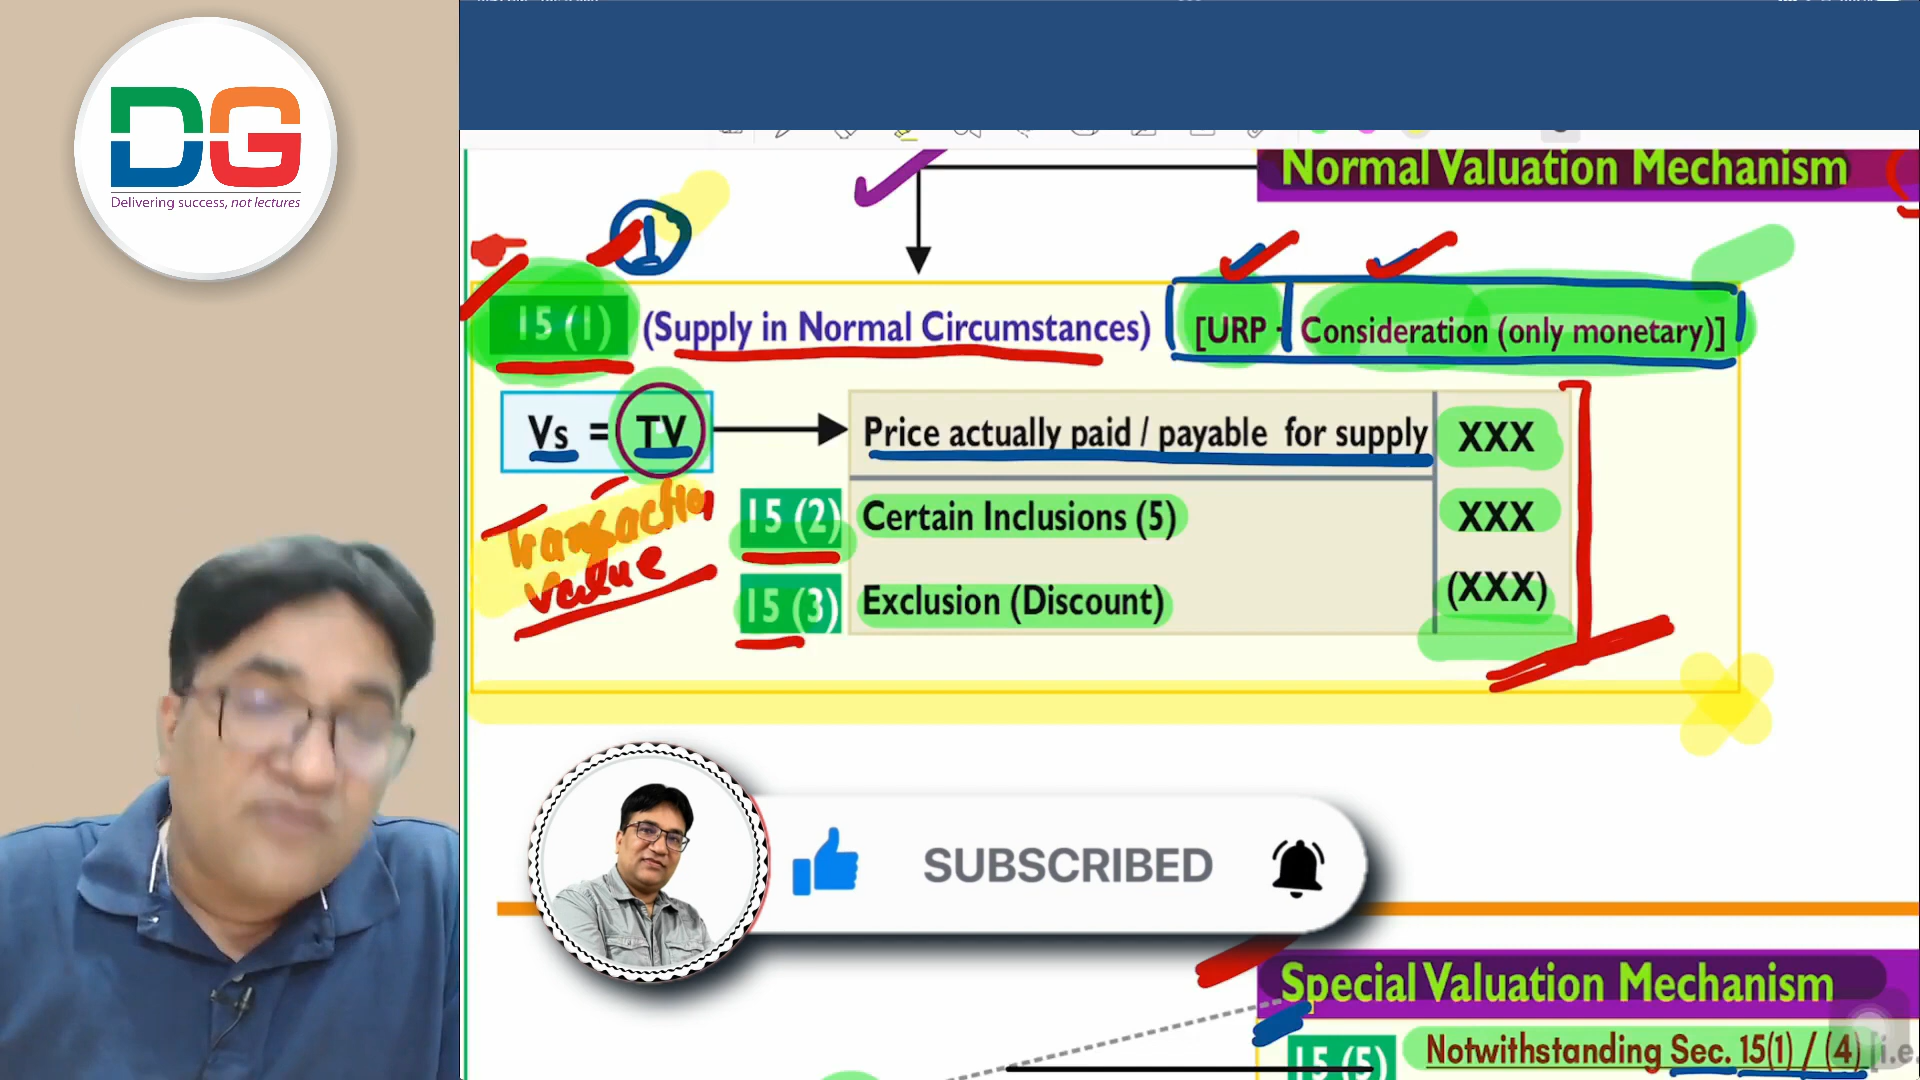 DG
Delivering success, not lectures
Normal Valuation Mechanism
1
15 (1) (Supply in Normal Circumstances) [URP + Consideration (only monetary)]
Vs = TV Price actually paid / payable for supply XXX
Transaction
value
15 (2) Certain Inclusions (5) XXX
15 (3) Exclusion (Discount) (XXX)
SUBSCRIBED
Special Valuation Mechanism
15 (5) Notwithstanding Sec. 15(1) / (4) [i.e.